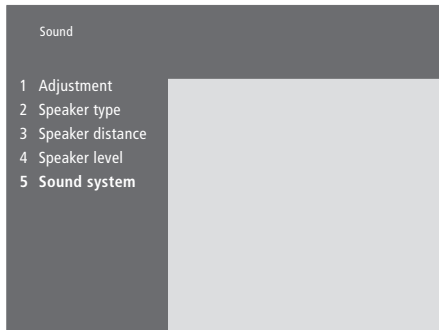 Sound
1 Adjustment
2 Speaker type
3 Speaker distance
4 Speaker level
5 Sound system